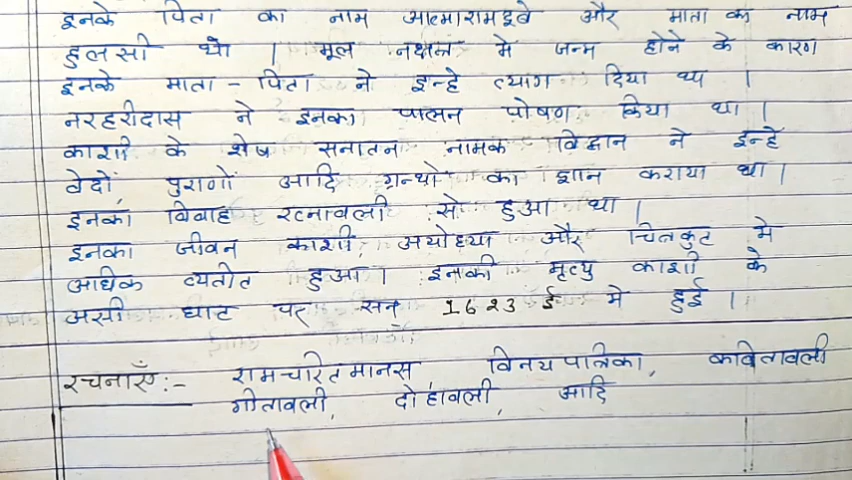 इनके पिता का नाम आत्माराम दुवे और माता का नाम
हुलसी था । मूल नक्षत्र मे जन्म होने के कारण
इनके माता - पिता ने इन्हे त्याग दिया था ।
नरहरीदास ने इनका पालन पोषण किया था ।
काशी के शेष सनातन नामक विद्वान ने इन्हे
वेदों, पुराणों आदि ग्रन्थो का ज्ञान कराया था ।
इनका विवाह रत्नावली से हुआ था ।
इनका जीवन काशी, अयोध्या और चित्रकुट मे
अधिक व्यतीत हुआ । इनकी मृत्यु काशी के
असी घाट पर सन 1623 ई मे हुई ।
रचनाएँ :- रामचरितमानस विनयपत्रिका, कवितावली
गीतावली, दोहावली, आदि